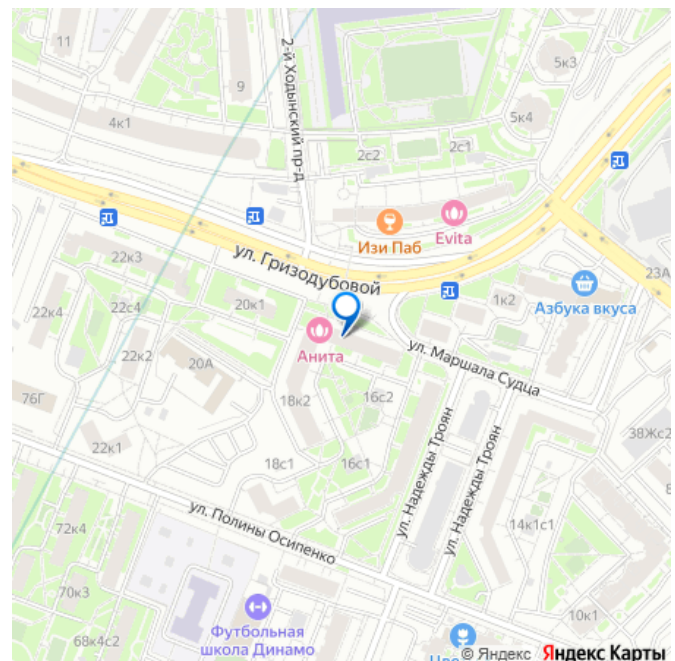 11
9
2-й Ходынский пр-д
5к3
4к1
5к4
2с2
2с1
Изи Паб
Evita
ул. Гризодубовой
23А
22к3
22с4
22к4
20к1
1к2
Азбука вкуса
22к2
20А
Анита
ул. Маршала Судца
76Г
18к2
16с2
ул. Надежды Троян
ул. Надежды Троян
38Жс2
22к1
18с1
16с1
ул. Полины Осипенко
14к1с1
72к4
70к3
10к1
68к4с2
Футбольная
школа Динамо
© Яндекс Яндекс Карты